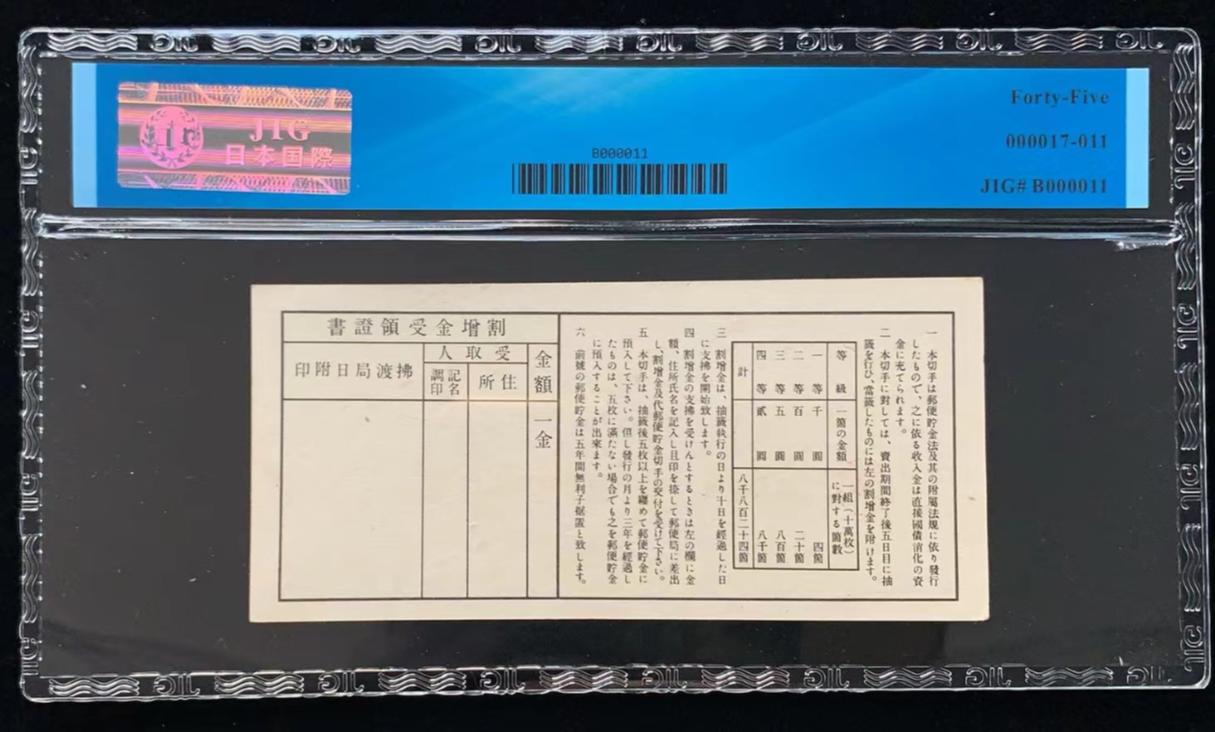 JIG
日本国際
B000011
Forty-Five
000017-011
JIG# B000011
一 本切手は郵便貯金法及其の附屬法規に依り發行
したもので、之に依る收入金は直接國債消化の資
金に充てられます。
二 本切手に對しては、賣出期間終了後五日目に抽
籤を行ひ、當籤したものには左の割增金を附けます。
等級 一箇の金額 一組(十萬枚)に對する箇數
一等 千圓 四箇
二等 百圓 二十箇
三等 五圓 八百箇
四等 貳圓 八千箇
計 八千八百二十四箇
三 割增金は、抽籤執行の日より十日を經過した日
に支拂を開始致します。
四 割增金の支拂を受けんとするときは左の欄に金
額、住所氏名を記入し且印を捺して郵便局に差出
し、割增金及代郵便貯金切手の交付を受けて下さい。
五 本切手は、抽籤後五枚以上を纒めて郵便貯金に
預入して下さい。但し發行の月より三年を經過し
たものは、五枚に滿たない場合でも之を郵便貯金
に預入することが出來ます。
六 前號の郵便貯金は五年間無利子据置と致します。
割增金受領證書
金額
一金
受取人
住所
記名調印
拂渡局日附印